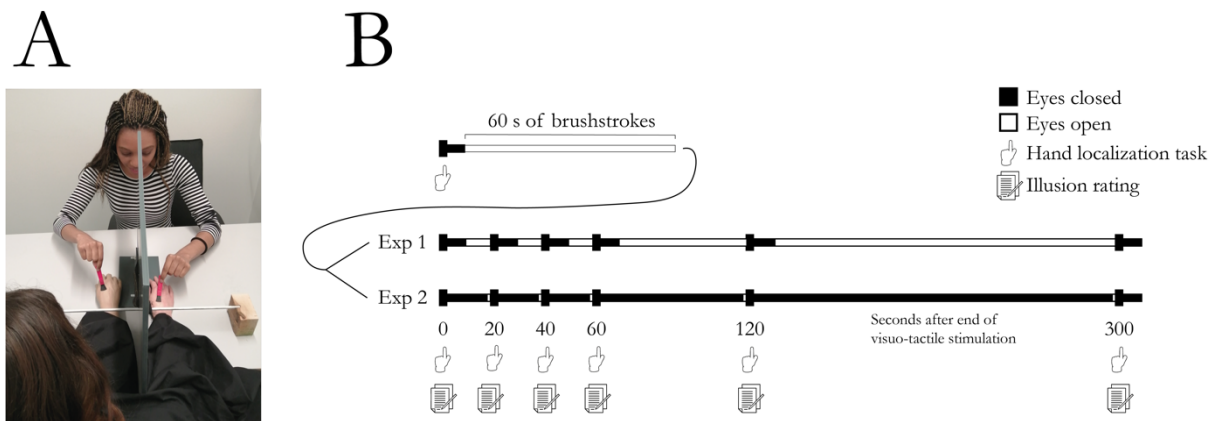 A
B
Eyes closed
Eyes open
Hand localization task
Illusion rating
60 s of brushstrokes
Exp 1
Exp 2
0 20 40 60 120 300
Seconds after end of
visuo-tactile stimulation